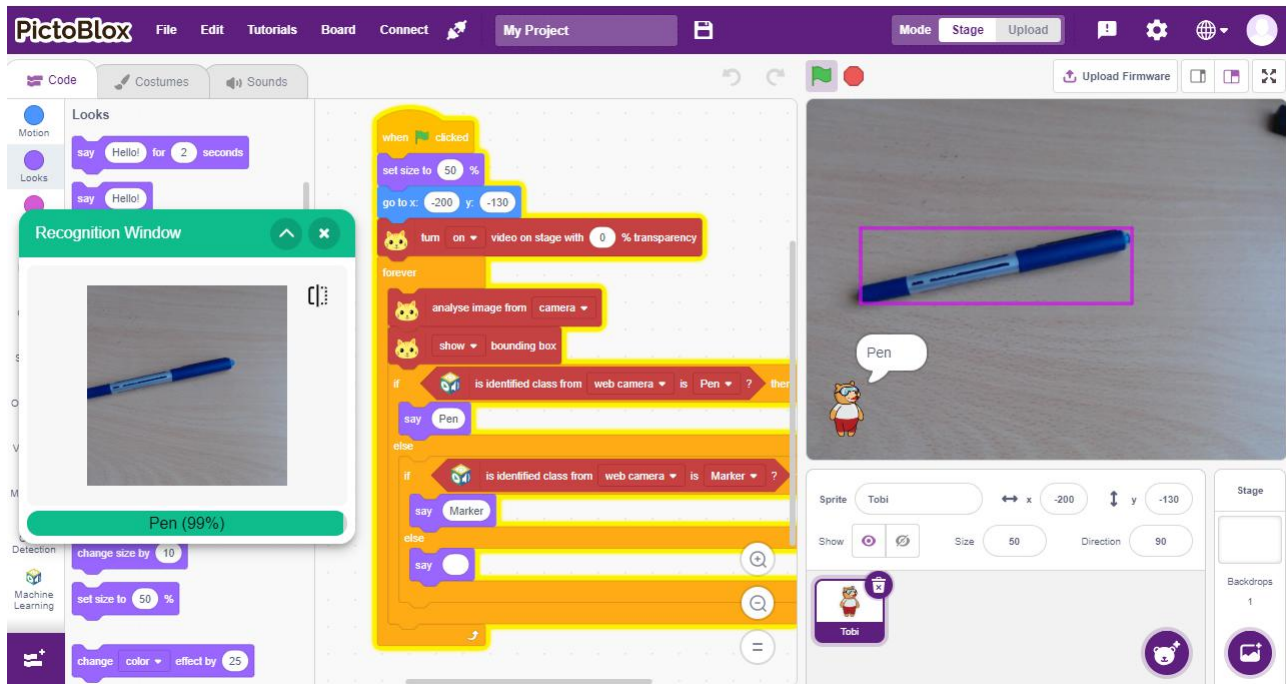 PictoBlox File Edit Tutorials Board Connect My Project Mode Stage Upload
Code Costumes Sounds Upload Firmware
Motion
Looks
Looks
say Hello! for 2 seconds
say Hello!
Recognition Window
Pen (99%)
Detection
Machine
Learning
change size by 10
set size to 50 %
change color effect by 25
when clicked
set size to 50 %
go to x: -200 y: -130
turn on video on stage with 0 % transparency
forever
analyse image from camera
show bounding box
if is identified class from web camera is Pen ? then
say Pen
else
if is identified class from web camera is Marker ?
say Marker
else
say
Pen
Sprite Tobi x -200 y -130
Show Size 50 Direction 90
Tobi
Stage
Backdrops
1